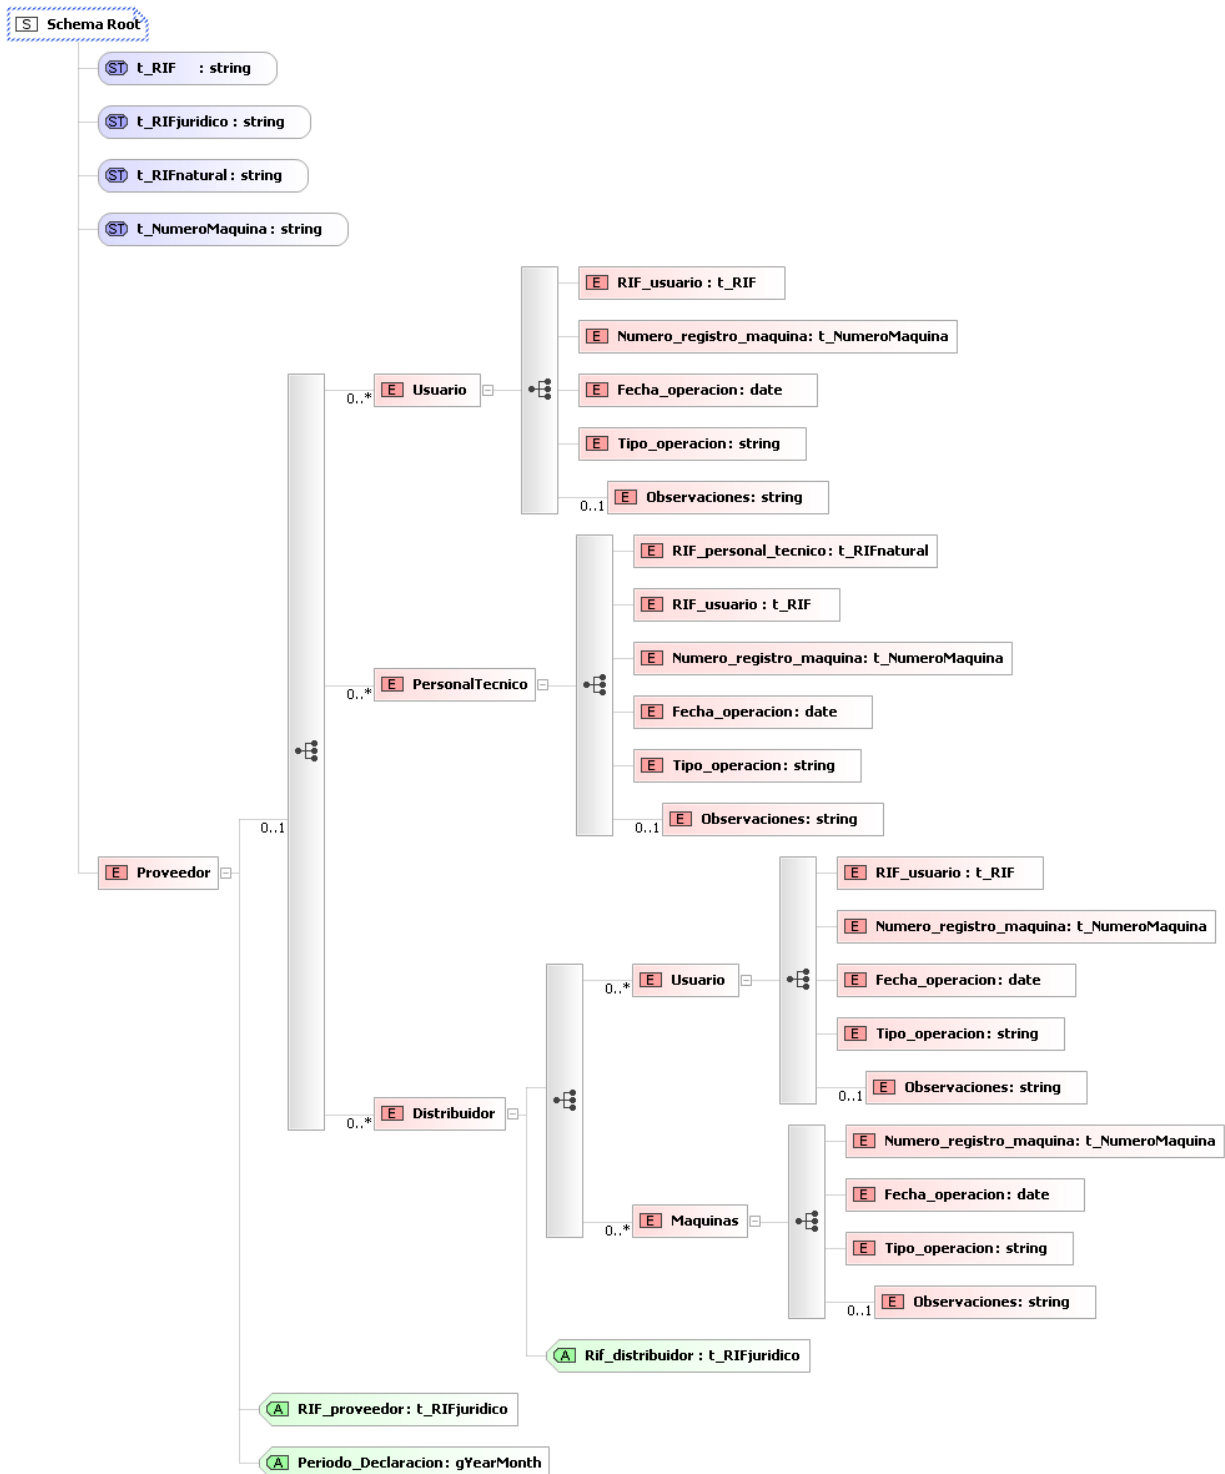 S Schema Root
ST t_RIF : string
ST t_RIFjuridico : string
ST t_RIFnatural : string
ST t_NumeroMaquina : string
E RIF_usuario : t_RIF
E Numero_registro_maquina: t_NumeroMaquina
0..* E Usuario
E Fecha_operacion: date
E Tipo_operacion: string
0..1 E Observaciones: string
E RIF_personal_tecnico: t_RIFnatural
E RIF_usuario : t_RIF
E Numero_registro_maquina: t_NumeroMaquina
0..* E PersonalTecnico
E Fecha_operacion: date
E Tipo_operacion: string
0..1 E Observaciones: string
0..1
E Proveedor
E RIF_usuario : t_RIF
E Numero_registro_maquina: t_NumeroMaquina
0..* E Usuario
E Fecha_operacion: date
E Tipo_operacion: string
0..1 E Observaciones: string
0..* E Distribuidor
E Numero_registro_maquina: t_NumeroMaquina
E Fecha_operacion: date
0..* E Maquinas
E Tipo_operacion: string
0..1 E Observaciones: string
A Rif_distribuidor : t_RIFjuridico
A RIF_proveedor: t_RIFjuridico
A Periodo_Declaracion: gYearMonth